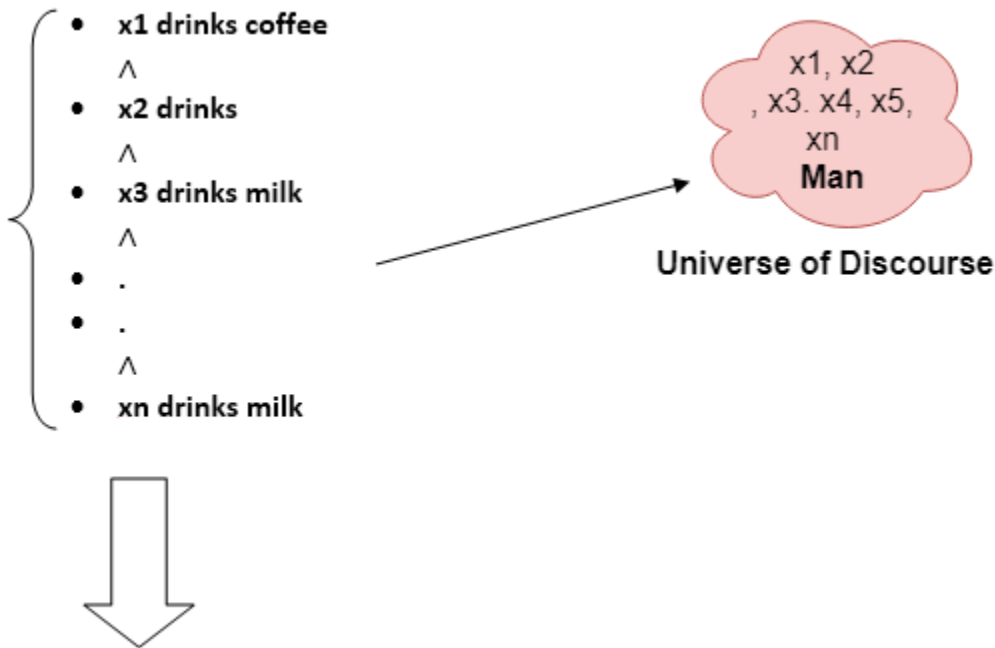 • x1 drinks coffee
∧
• x2 drinks
∧
• x3 drinks milk
∧
• .
• .
∧
• xn drinks milk
x1, x2
, x3. x4, x5,
xn
Man
Universe of Discourse